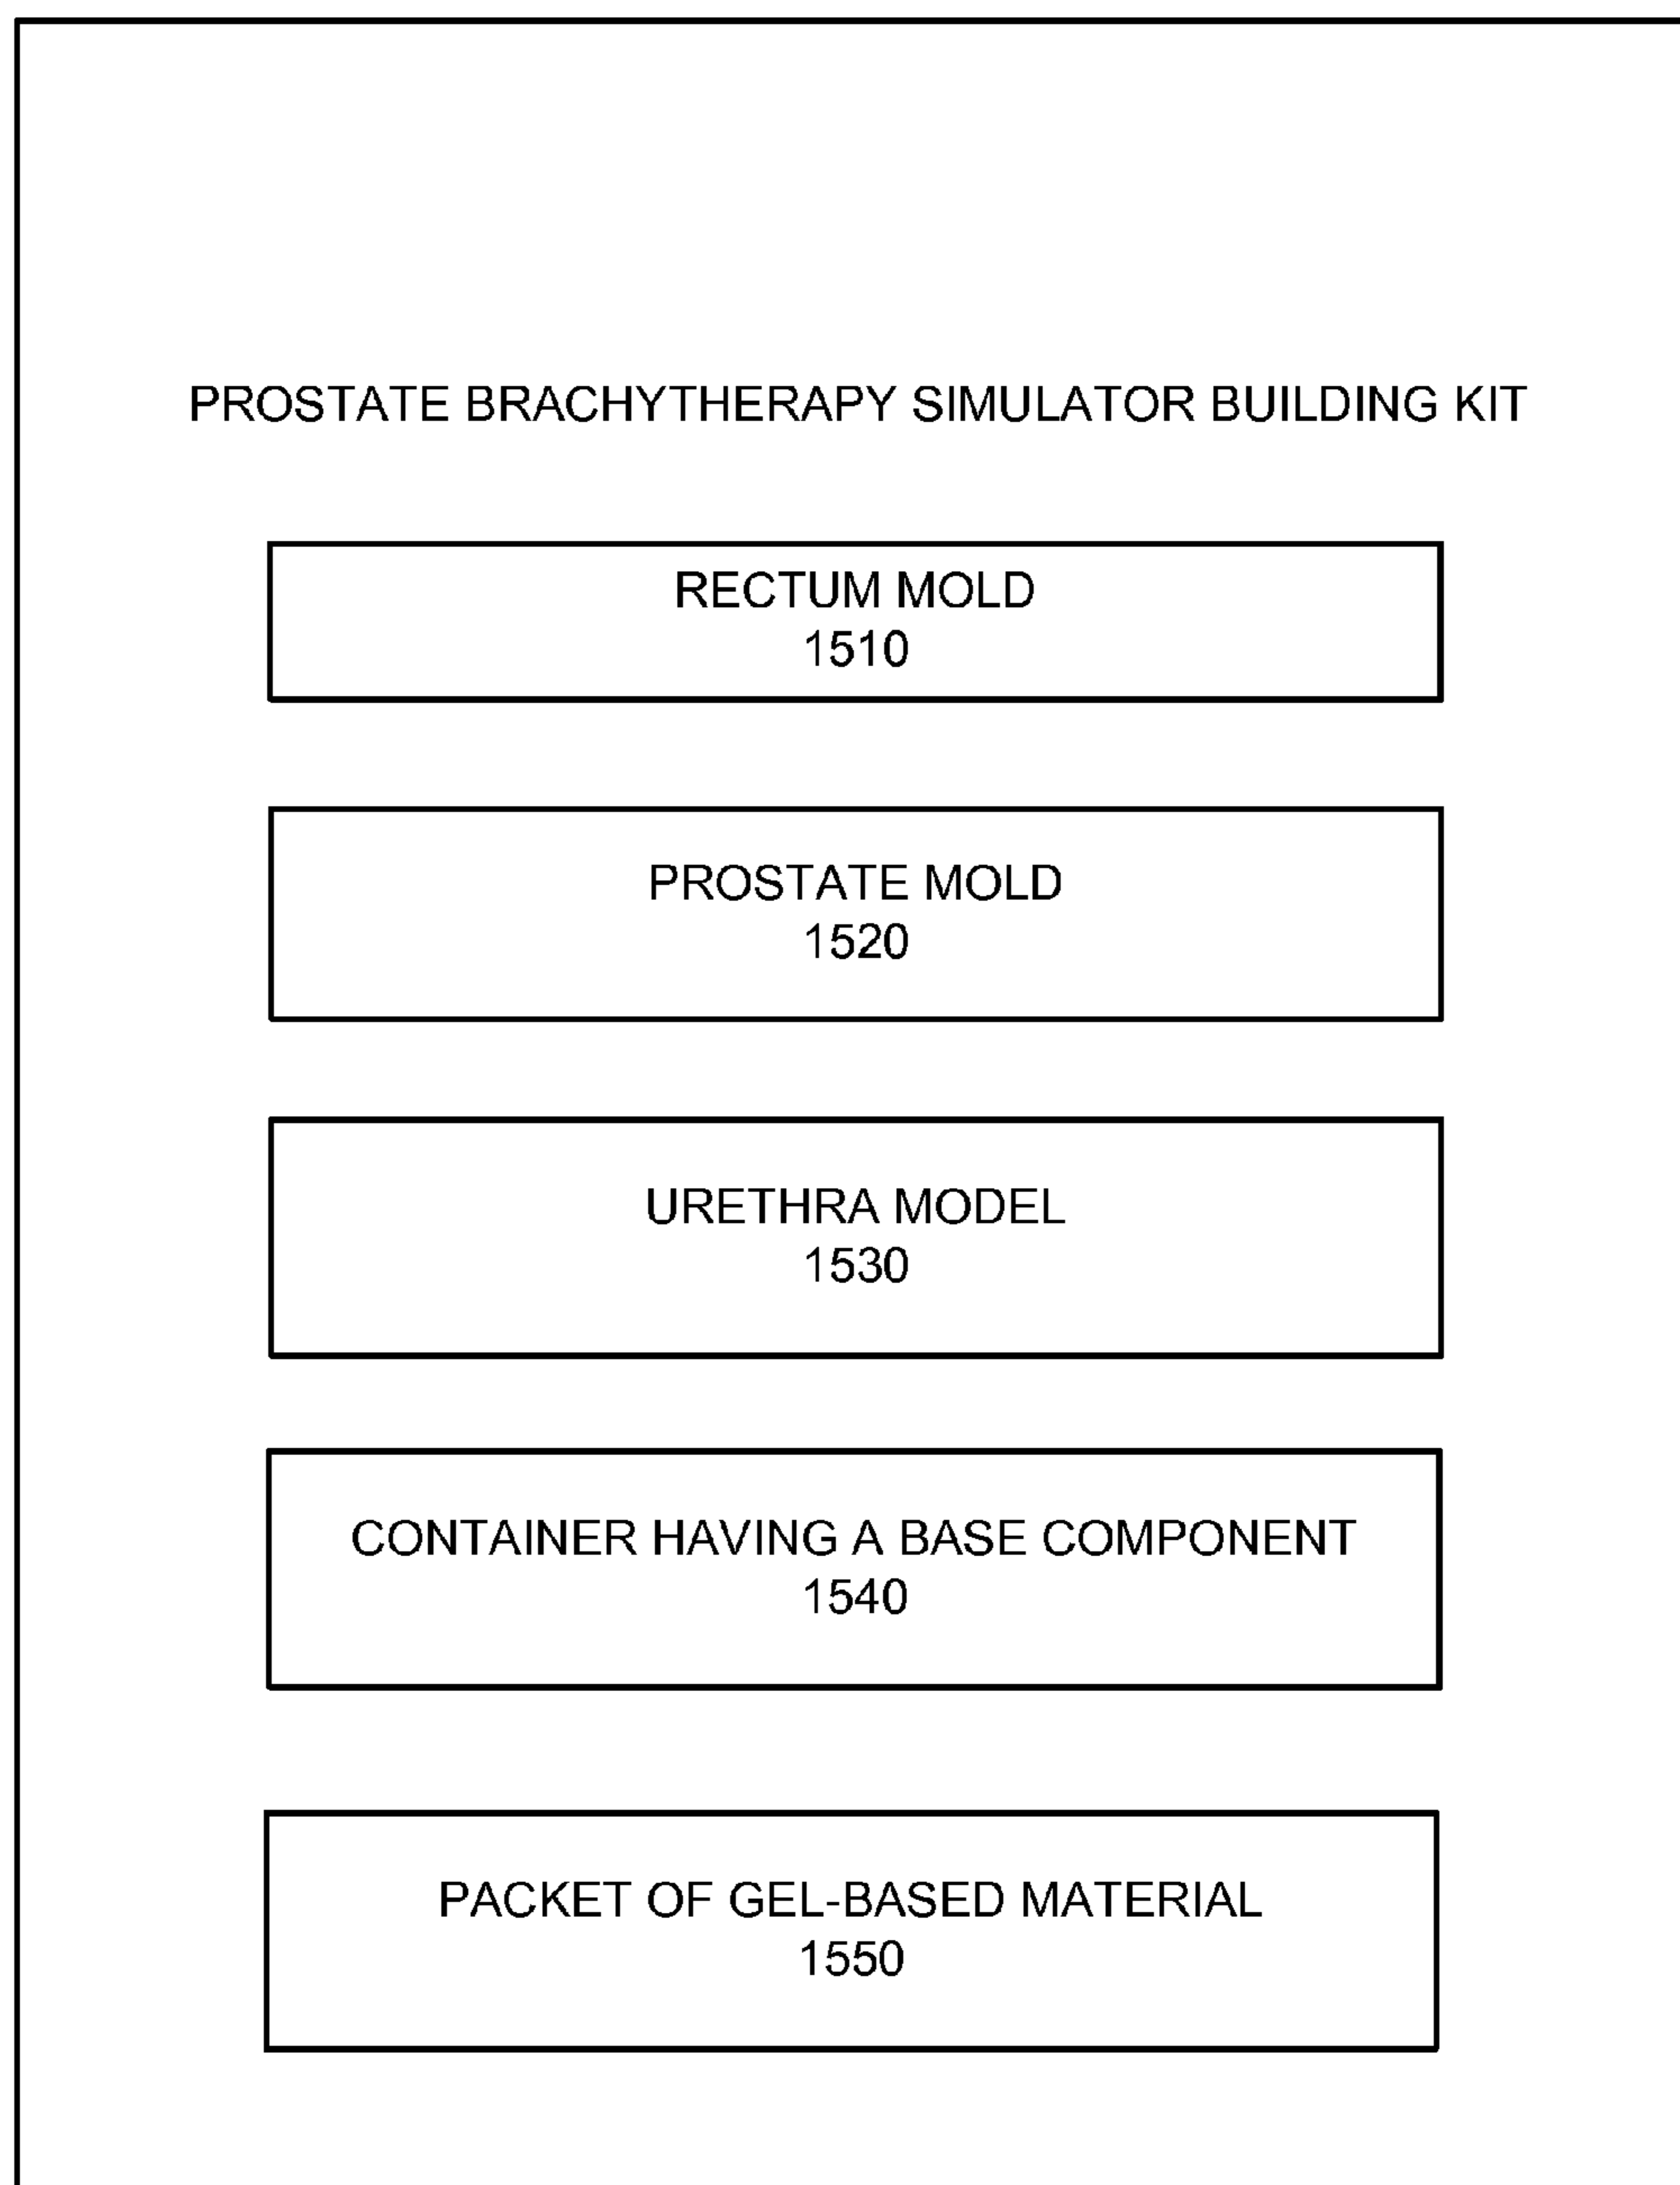 PROSTATE BRACHYTHERAPY SIMULATOR BUILDING KIT
RECTUM MOLD
1510
PROSTATE MOLD
1520
URETHRA MODEL
1530
CONTAINER HAVING A BASE COMPONENT
1540
PACKET OF GEL-BASED MATERIAL
1550